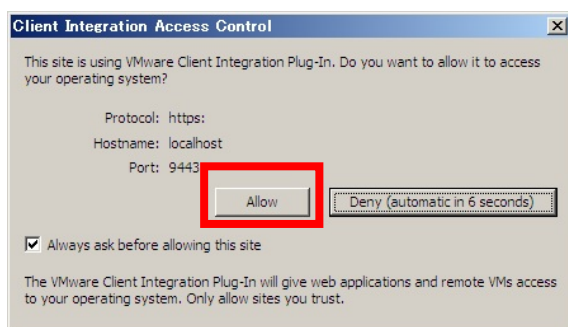 Client Integration Access Control
This site is using VMware Client Integration Plug-In. Do you want to allow it to access
your operating system?
Protocol: https:
Hostname: localhost
Port: 9443
Allow
Deny (automatic in 6 seconds)
Always ask before allowing this site
The VMware Client Integration Plug-In will give web applications and remote VMs access
to your operating system. Only allow sites you trust.